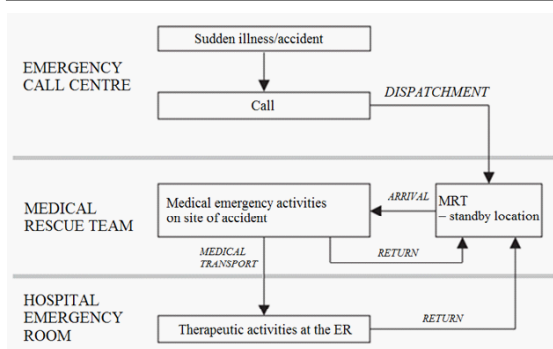 Sudden illness/accident
EMERGENCY
CALL CENTRE
Call
DISPATCHMENT
MEDICAL
RESCUE TEAM
Medical emergency activities
on site of accident
ARRIVAL
MRT
– standby location
MEDICAL
TRANSPORT
RETURN
HOSPITAL
EMERGENCY
ROOM
Therapeutic activities at the ER
RETURN